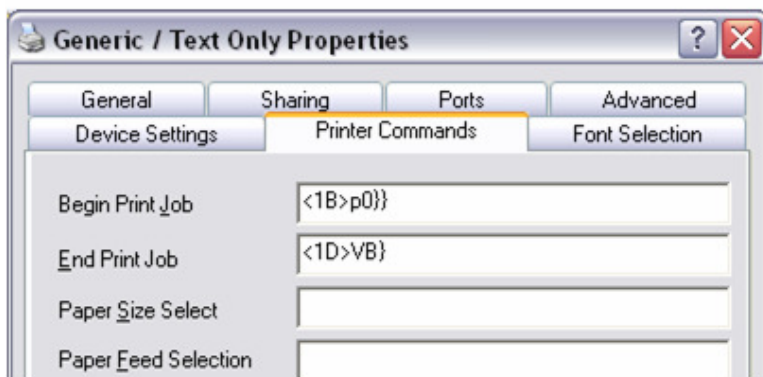 Generic / Text Only Properties
?
General Sharing Ports Advanced
Device Settings Printer Commands Font Selection
Begin Print Job <1B>p0}}
End Print Job <1D>VB}
Paper Size Select
Paper Feed Selection